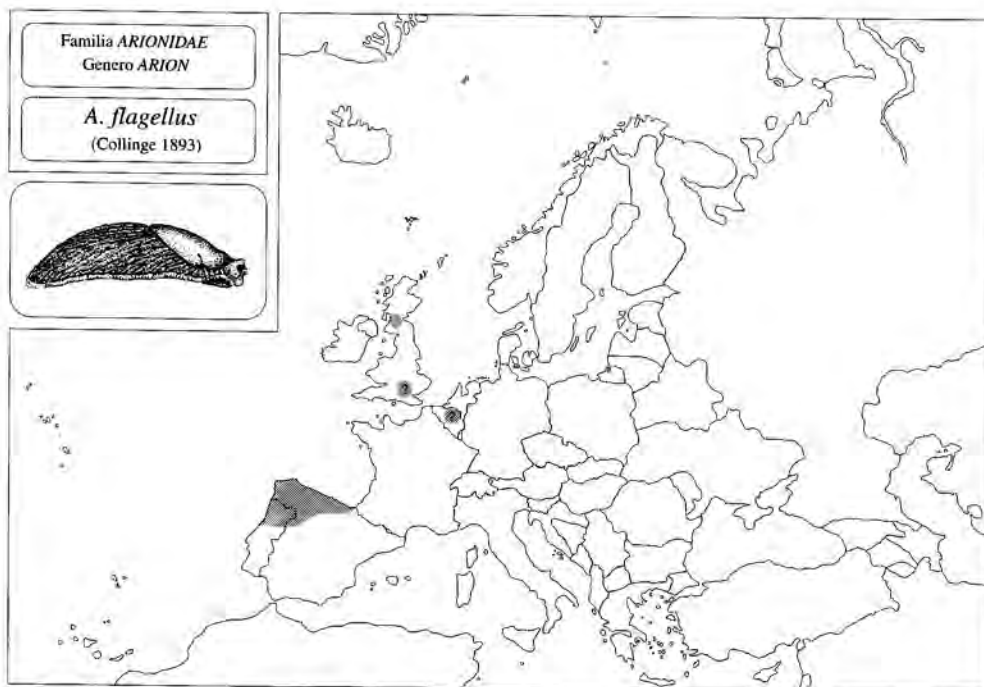 Familia ARIONIDAE
Genero ARION
A. flagellus
(Collinge 1893)
?
?